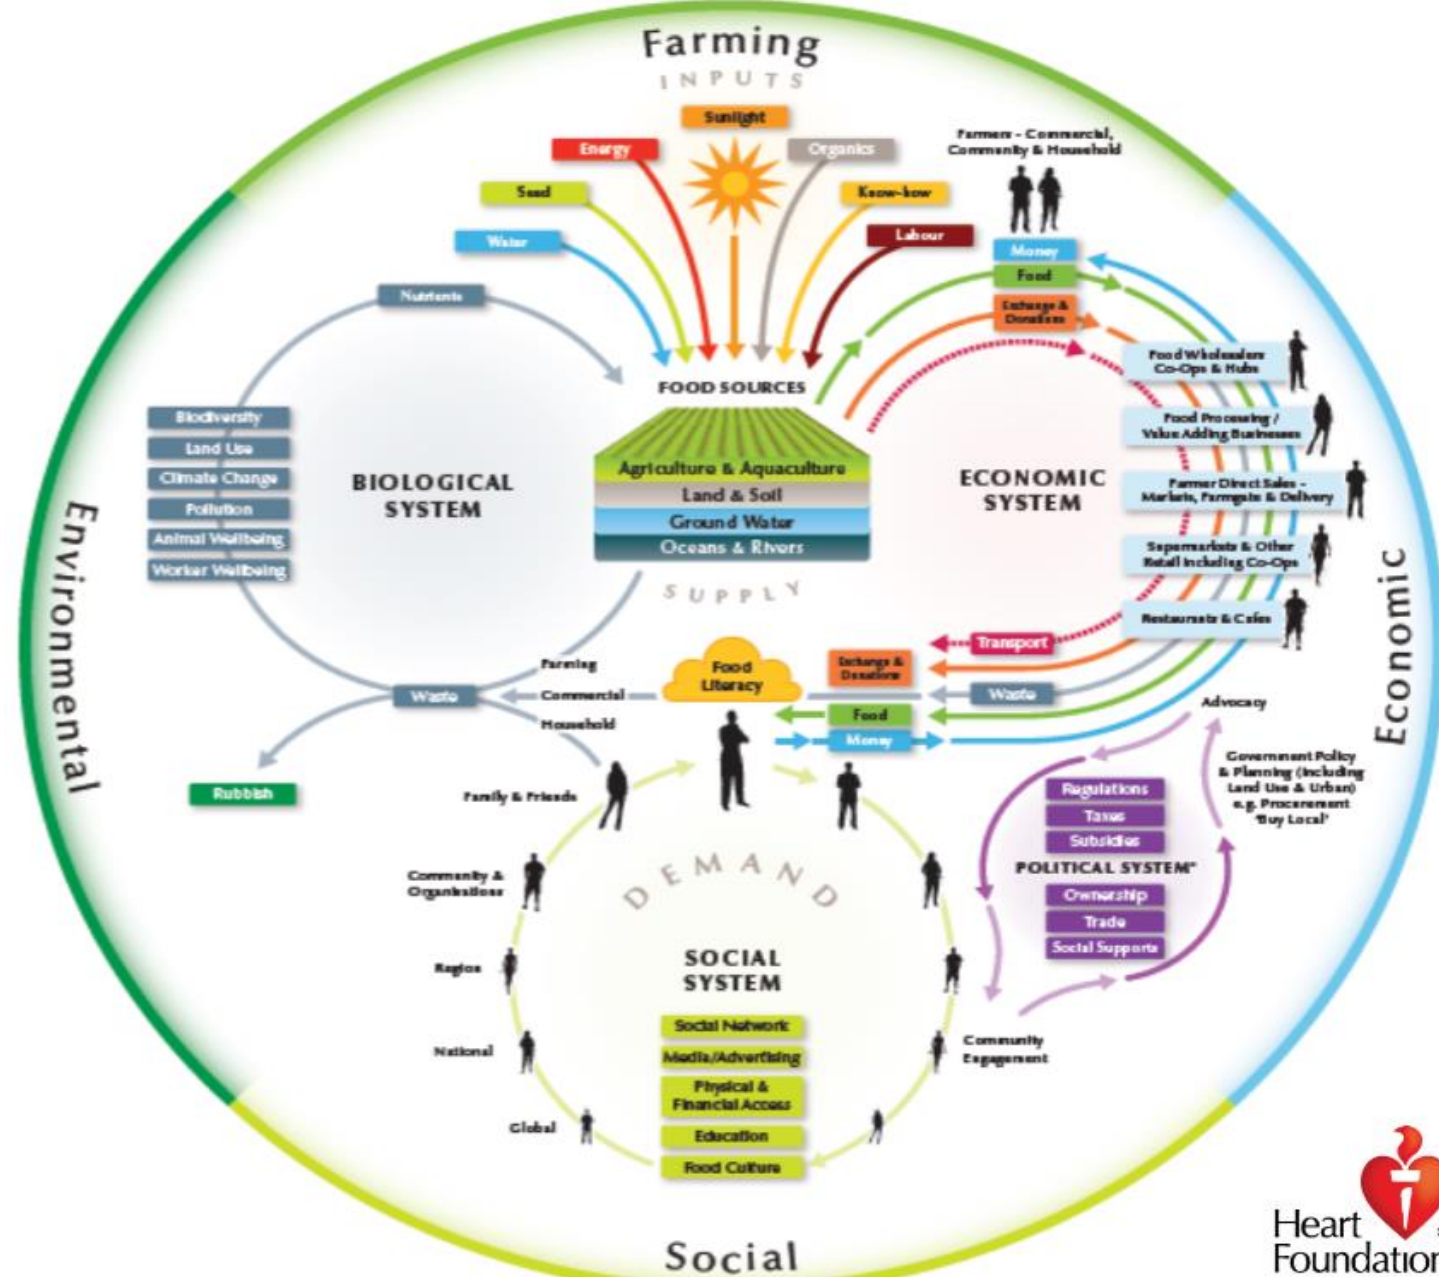 Farming
INPUTS
Sunlight
Energy
Organics
Seed
Know-how
Water
Labour
Farmers - Commercial,
Community & Household
Money
Food
Exchange &
Donations
Nutrients
Food Wholesalers
Co-Ops & Hubs
Food Processing /
Value Adding Businesses
Farmer Direct Sales -
Markets, Farmgate & Delivery
Supermarkets & Other
Retail Including Co-Ops
Restaurants & Cafes
FOOD SOURCES
Agriculture & Aquaculture
Land & Soil
Ground Water
Oceans & Rivers
SUPPLY
BIOLOGICAL
SYSTEM
ECONOMIC
SYSTEM
Biodiversity
Land Use
Climate Change
Pollution
Animal Wellbeing
Worker Wellbeing
Environmental
Economic
Farming
Commercial
Household
Waste
Rubbish
Food
Literacy
Transport
Exchange &
Donations
Waste
Food
Money
Advocacy
Government Policy
& Planning (including
Land Use & Urban)
e.g. Procurement
'Buy Local'
Regulations
Taxes
Subsidies
POLITICAL SYSTEM*
Ownership
Trade
Social Supports
Community
Engagement
Family & Friends
Community &
Organisations
Region
National
Global
DEMAND
SOCIAL
SYSTEM
Social Network
Media/Advertising
Physical &
Financial Access
Education
Food Culture
Social
Heart
Foundation